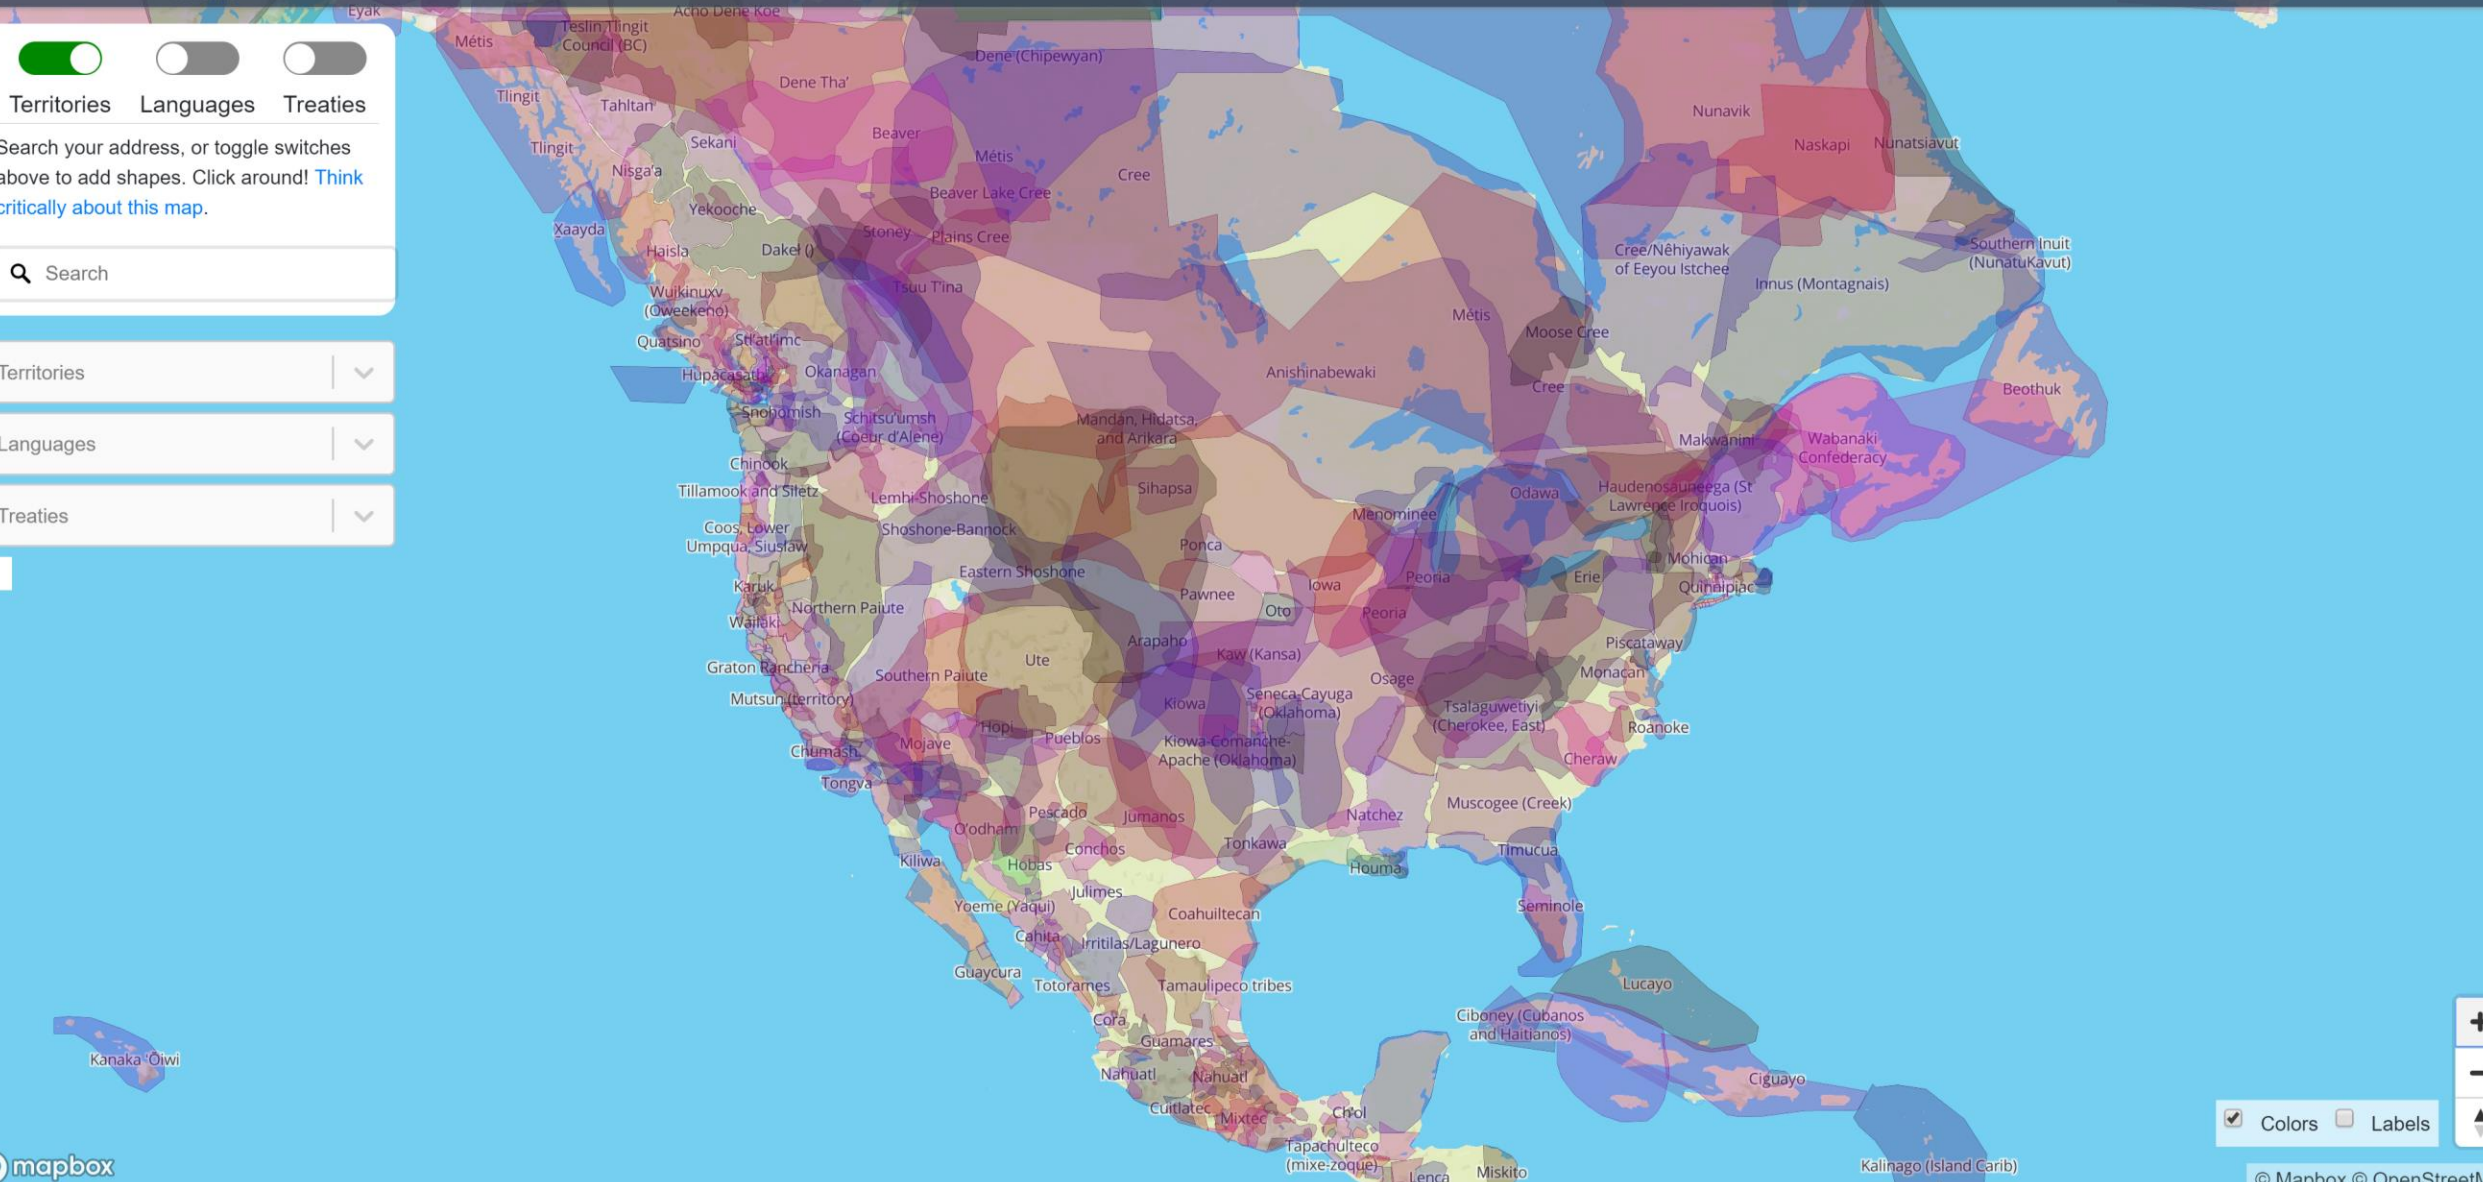 Territories Languages Treaties
Search your address, or toggle switches
above to add shapes. Click around! Think
critically about this map.
Search
Territories
Languages
Treaties
Eyak
Acho Dene Koe
Teslin Tlingit
Council (BC)
Métis
Dene (Chipewyan)
Dene Tha'
Tlingit
Tahltan
Nunavik
Beaver
Sekani
Tlingit
Naskapi
Nunatsiavut
Métis
Nisga'a
Cree
Beaver Lake Cree
Yekooche
Xaayda
Stoney
Plains Cree
Haisla
Dakel ()
Cree/Nêhiyawak
of Eeyou Istchee
Southern Inuit
(NunatuKavut)
Innus (Montagnais)
Tsuu T'ina
Wuikinuxv
(Oweekeno)
Métis
Moose Cree
Quatsino
St'át'imc
Hupacasath
Okanagan
Anishinabewaki
Cree
Beothuk
Snohomish
Schitsu'umsh
(Coeur d'Alene)
Mandan, Hidatsa,
and Arikara
Makwanini
Wabanaki
Confederacy
Chinook
Tillamook and Siletz
Lemhi-Shoshone
Sihapsa
Odawa
Haudenosauneega (St
Lawrence Iroquois)
Menominee
Coos, Lower
Umpqua, Siuslaw
Shoshone-Bannock
Ponca
Mohican
Eastern Shoshone
Karuk
Iowa
Peoria
Erie
Quinnipiac
Pawnee
Oto
Northern Paiute
Peoria
Wailaki
Arapaho
Piscataway
Kaw (Kansa)
Graton Rancheria
Ute
Southern Paiute
Osage
Monacan
Mutsun (territory)
Kiowa
Seneca-Cayuga
(Oklahoma)
Tsalaguwetiyi
(Cherokee, East)
Roanoke
Hopi
Pueblos
Mojave
Chumash
Kiowa-Comanche-
Apache (Oklahoma)
Cheraw
Tongva
Muscogee (Creek)
Pescado
Jumanos
Natchez
O'odham
Conchos
Tonkawa
Timucua
Kiliwa
Hobas
Houma
Julimes
Yoeme (Yaqui)
Coahuiltecan
Seminole
Cahita
Irritilas/Lagunero
Guaycura
Totorames
Tamaulipeco tribes
Lucayo
Cora
Ciboney (Cubanos
and Haitianos)
Guamares
Kanaka 'Ōiwi
Nahuatl
Nahuatl
Ciguayo
Cuitlatec
Mixtec
Ch'ol
Tapachulteco
(mixe-zoque)
Lenca
Miskito
Kalinago (Island Carib)
Colors Labels
mapbox
© Mapbox © OpenStreetM